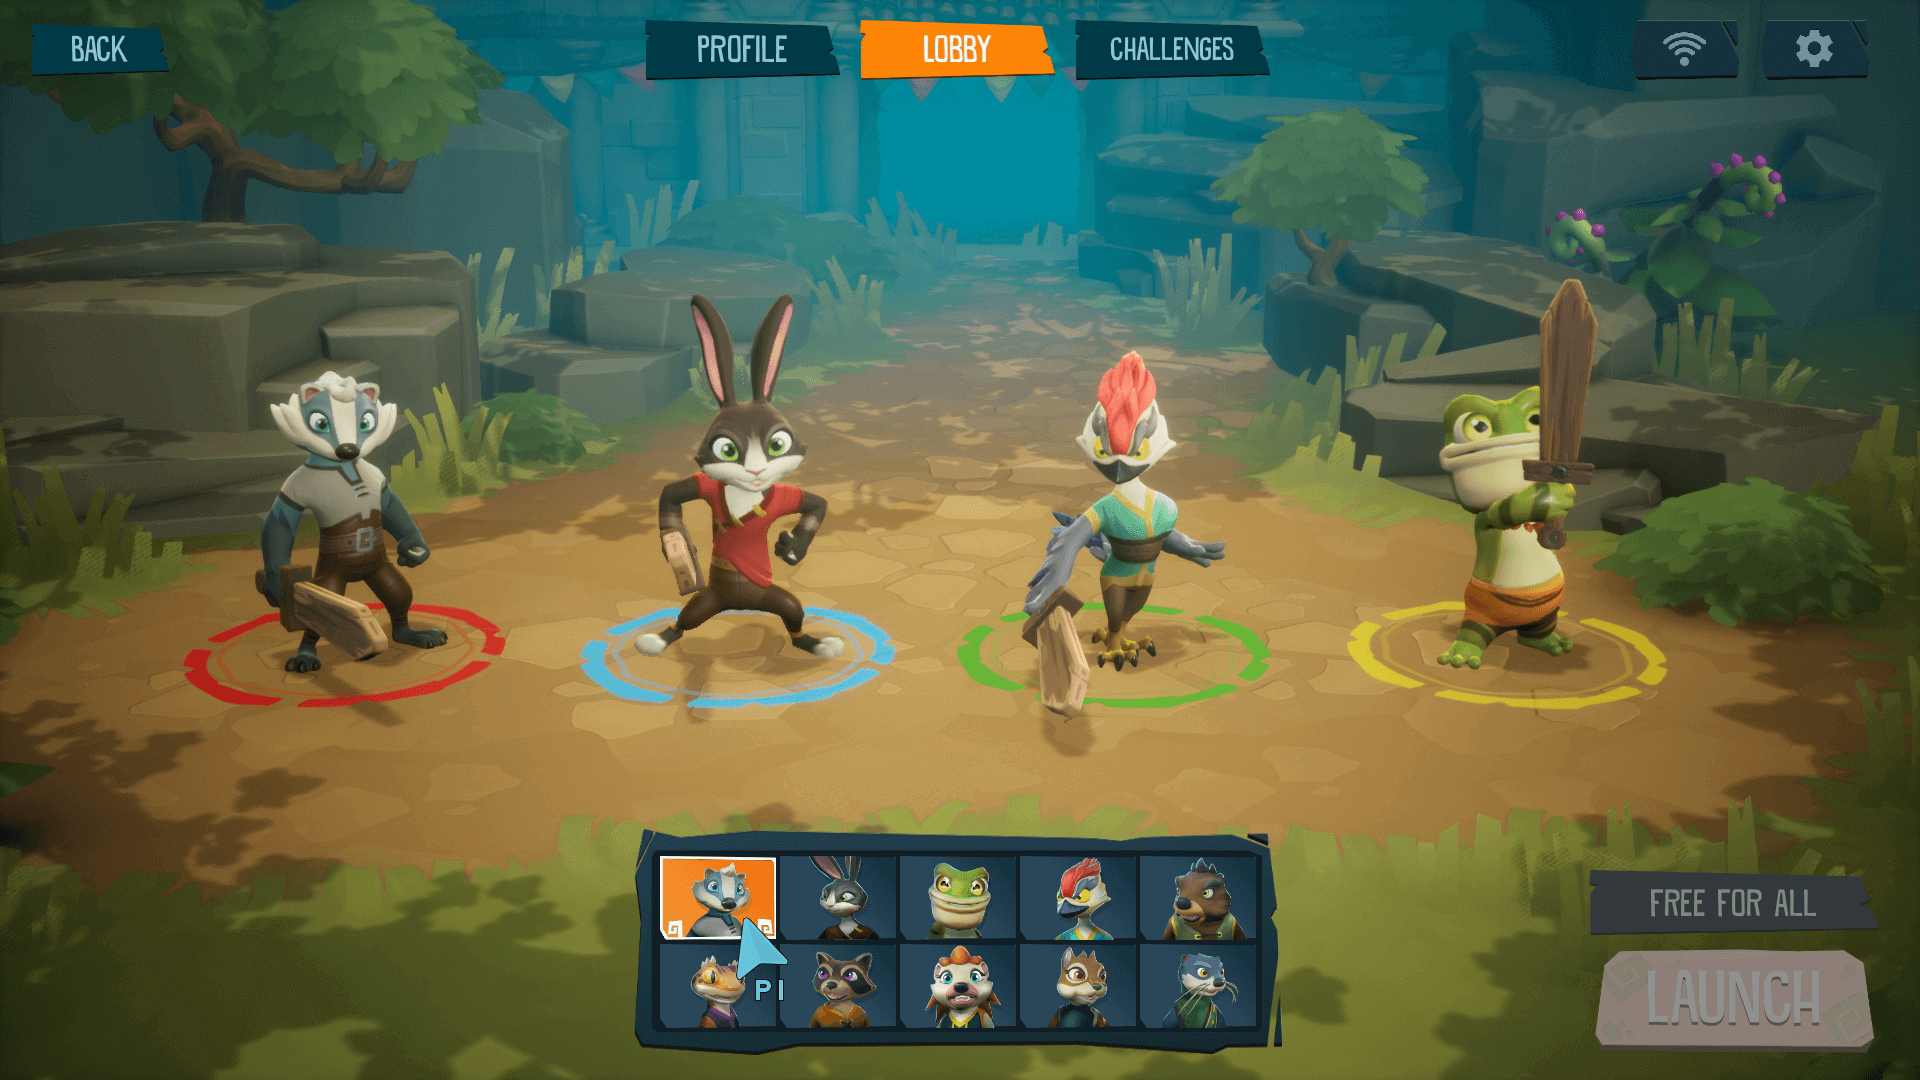 BACK
PROFILE
LOBBY
CHALLENGES
P1
FREE FOR ALL
LAUNCH